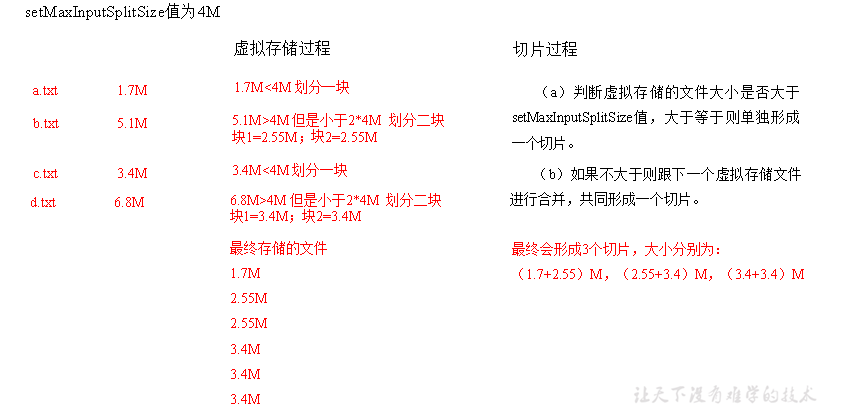 setMaxInputSplitSize值为4M
虚拟存储过程
切片过程
a.txt 1.7M 1.7M<4M 划分一块
b.txt 5.1M 5.1M>4M 但是小于2*4M 划分二块
块1=2.55M；块2=2.55M
c.txt 3.4M 3.4M<4M 划分一块
d.txt 6.8M 6.8M>4M 但是小于2*4M 划分二块
块1=3.4M；块2=3.4M
最终存储的文件
1.7M
2.55M
2.55M
3.4M
3.4M
3.4M
（a）判断虚拟存储的文件大小是否大于
setMaxInputSplitSize值，大于等于则单独形成
一个切片。
（b）如果不大于则跟下一个虚拟存储文件
进行合并，共同形成一个切片。
最终会形成3个切片，大小分别为：
（1.7+2.55）M，（2.55+3.4）M，（3.4+3.4）M
让天下没有难学的技术